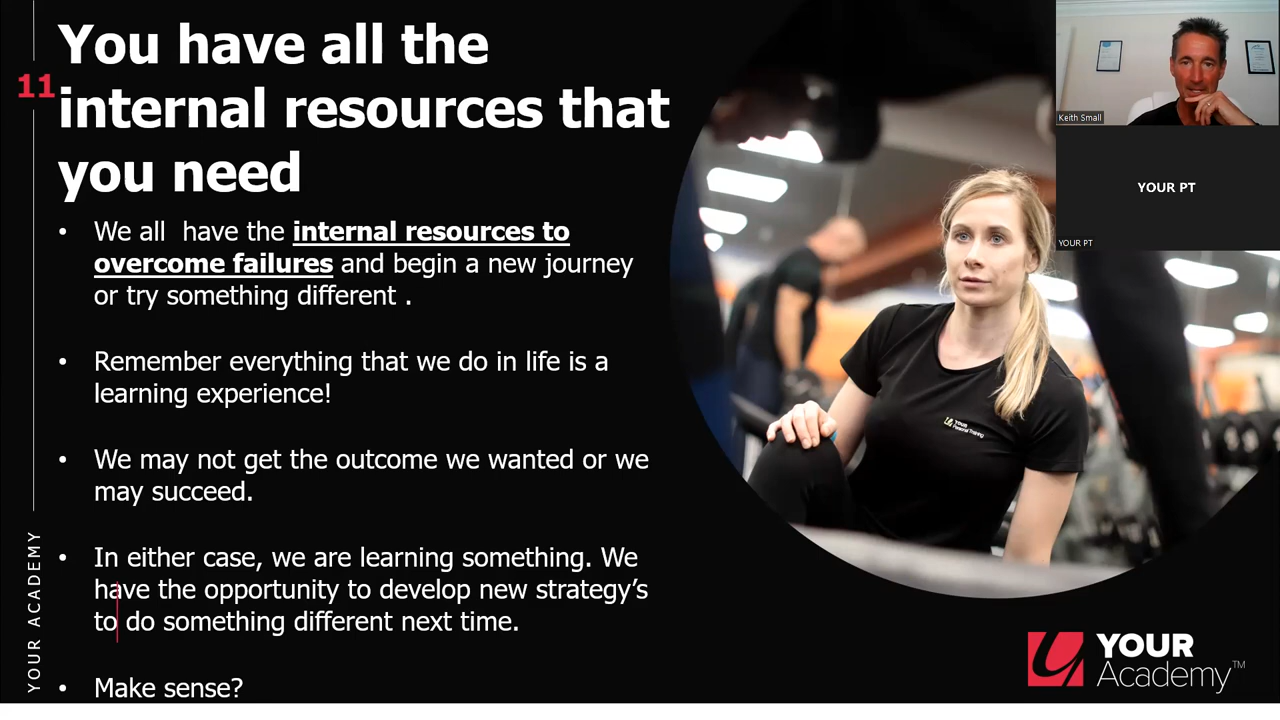 You have all the
11
internal resources that
you need
• We all  have the internal resources to
overcome failures and begin a new journey
or try something different .
• Remember everything that we do in life is a
learning experience!
• We may not get the outcome we wanted or we
may succeed.
• In either case, we are learning something. We
have the opportunity to develop new strategy’s
to do something different next time.
• Make sense?
YOUR ACADEMY
Keith Small
YOUR PT
YOUR PT
YOUR
Personal Training
YOUR
Academy™